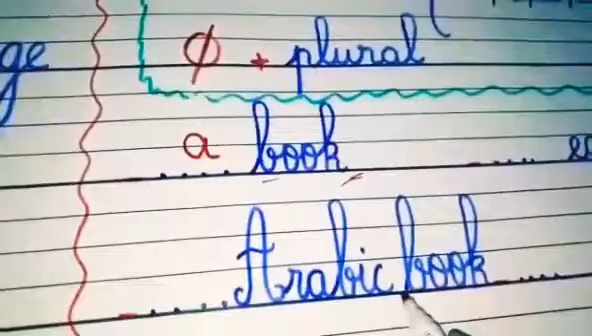 ge
∅ + plural
a book
..... Arabic book .....